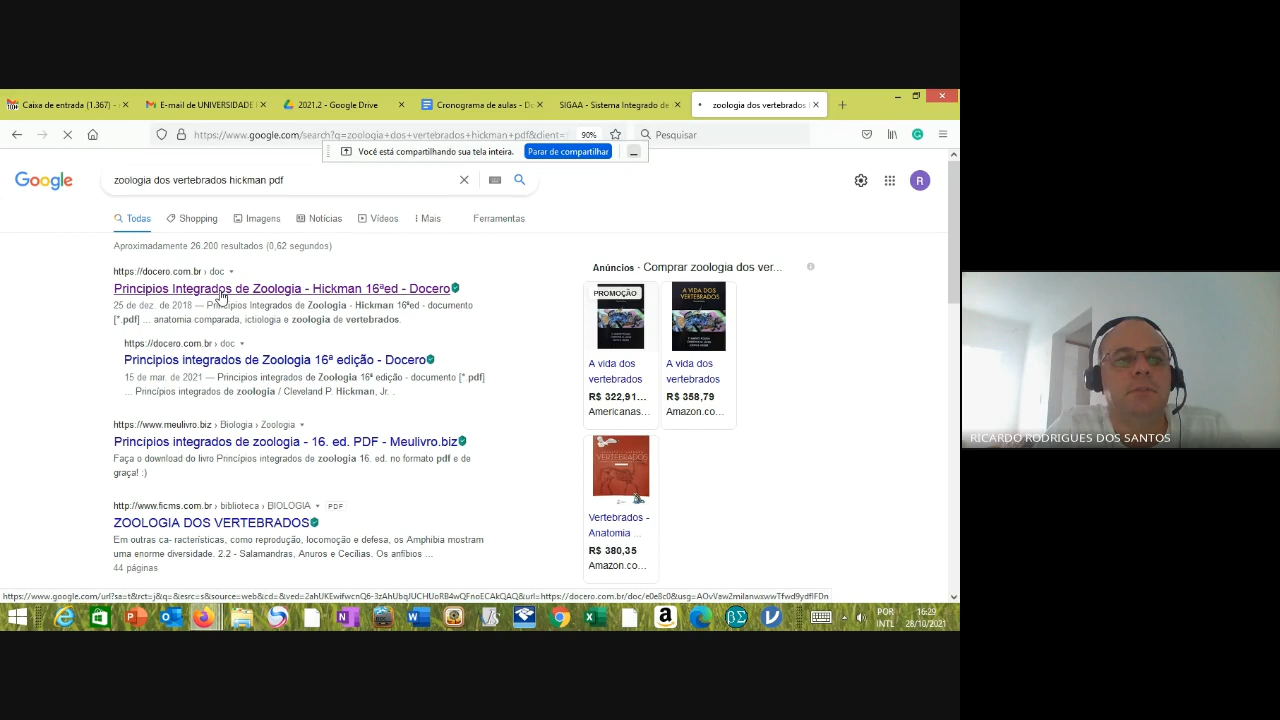 Caixa de entrada (1.367) -
E-mail de UNIVERSIDADE
2021.2 - Google Drive
Cronograma de aulas - Do
SIGAA - Sistema Integrado de
zoologia dos vertebrados
https://www.google.com/search?q=zoologia+dos+vertebrados+hickman+pdf&client=
90%
Pesquisar
Você está compartilhando sua tela inteira.
Parar de compartilhar
Google
zoologia dos vertebrados hickman pdf
R
Todas
Shopping
Imagens
Notícias
Vídeos
Mais
Ferramentas
Aproximadamente 26.200 resultados (0,62 segundos)
https://docero.com.br › doc
Principios Integrados de Zoologia - Hickman 16ªed - Docero
25 de dez. de 2018 — Principios Integrados de Zoologia - Hickman 16ªed - documento
[*.pdf] ... anatomia comparada, ictiologia e zoologia de vertebrados.
https://docero.com.br › doc
Principios integrados de Zoologia 16ª edição - Docero
15 de mar. de 2021 — Principios integrados de Zoologia 16ª edição - documento [*.pdf]
... Princípios integrados de zoologia / Cleveland P. Hickman, Jr. .
https://www.meulivro.biz › Biologia › Zoologia
Princípios integrados de zoologia - 16. ed. PDF - Meulivro.biz
Faça o download do livro Princípios integrados de zoologia 16. ed. no formato pdf e de
graça! :)
http://www.ficms.com.br › biblioteca › BIOLOGIA
PDF
ZOOLOGIA DOS VERTEBRADOS
Em outras ca- racterísticas, como reprodução, locomoção e defesa, os Amphibia mostram
uma enorme diversidade. 2.2 - Salamandras, Anuros e Cecílias. Os anfíbios ...
44 páginas
Anúncios · Comprar zoologia dos ver...
PROMOÇÃO
A VIDA DOS
VERTEBRADOS
A vida dos
vertebrados
R$ 322,91...
Americanas...
A vida dos
vertebrados
R$ 358,79
Amazon.co...
VERTEBRADOS
Vertebrados -
Anatomia ...
R$ 380,35
Amazon.co...
RICARDO RODRIGUES DOS SANTOS
POR
INTL
16:29
28/10/2021